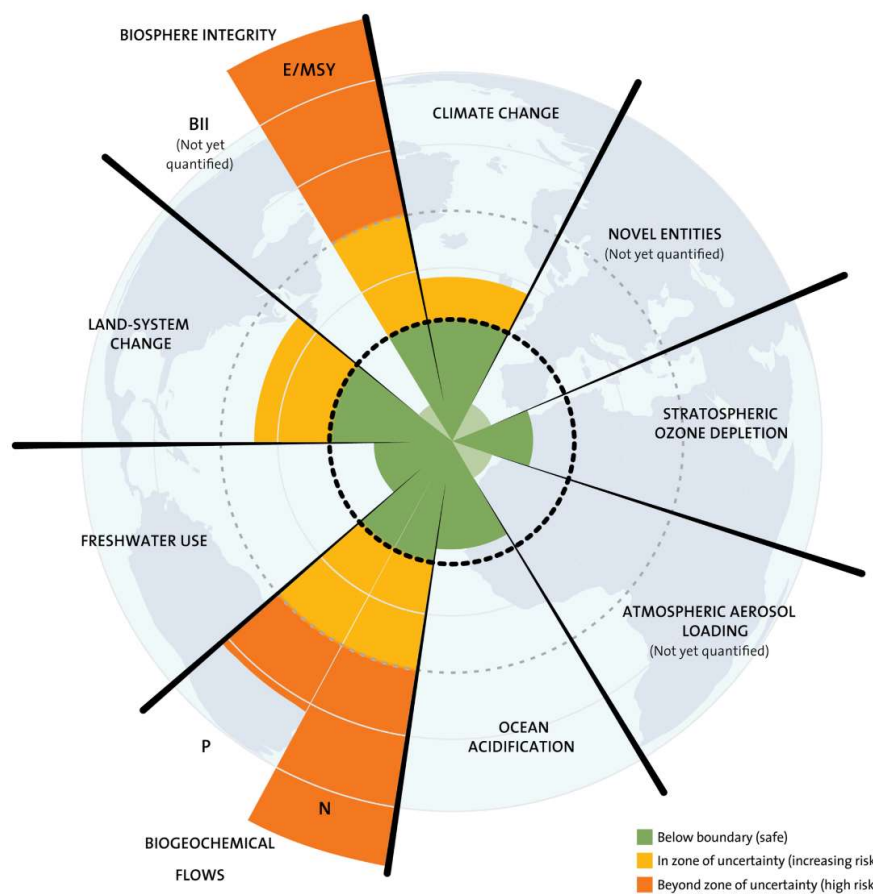 BIOSPHERE INTEGRITY
E/MSY
BII
(Not yet
quantified)
CLIMATE CHANGE
NOVEL ENTITIES
(Not yet quantified)
LAND-SYSTEM
CHANGE
STRATOSPHERIC
OZONE DEPLETION
FRESHWATER USE
ATMOSPHERIC AEROSOL
LOADING
(Not yet quantified)
OCEAN
ACIDIFICATION
P
N
BIOGEOCHEMICAL
FLOWS
Below boundary (safe)
In zone of uncertainty (increasing risk
Beyond zone of uncertainty (high risk